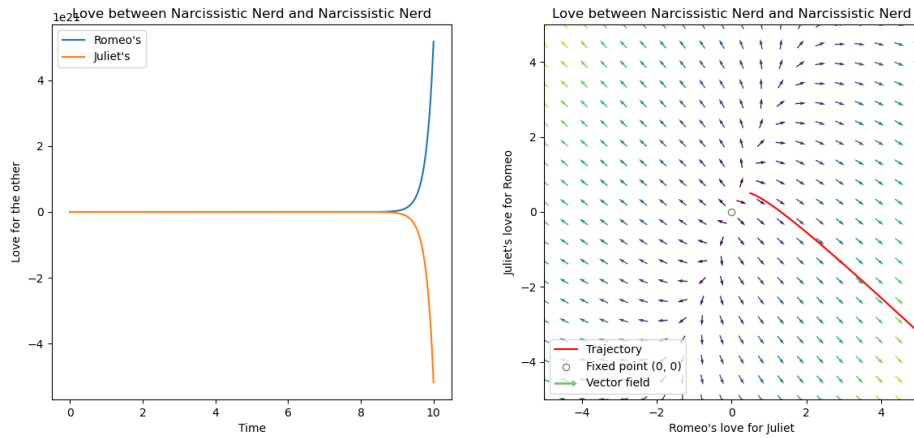 Love between Narcissistic Nerd and Narcissistic Nerd
1e21
Romeo's
Juliet's
4
2
0
−2
−4
Love for the other
0
2
4
6
8
10
Time
Love between Narcissistic Nerd and Narcissistic Nerd
4
2
0
−2
−4
Juliet's love for Romeo
Trajectory
Fixed point (0, 0)
Vector field
−4
−2
0
2
4
Romeo's love for Juliet